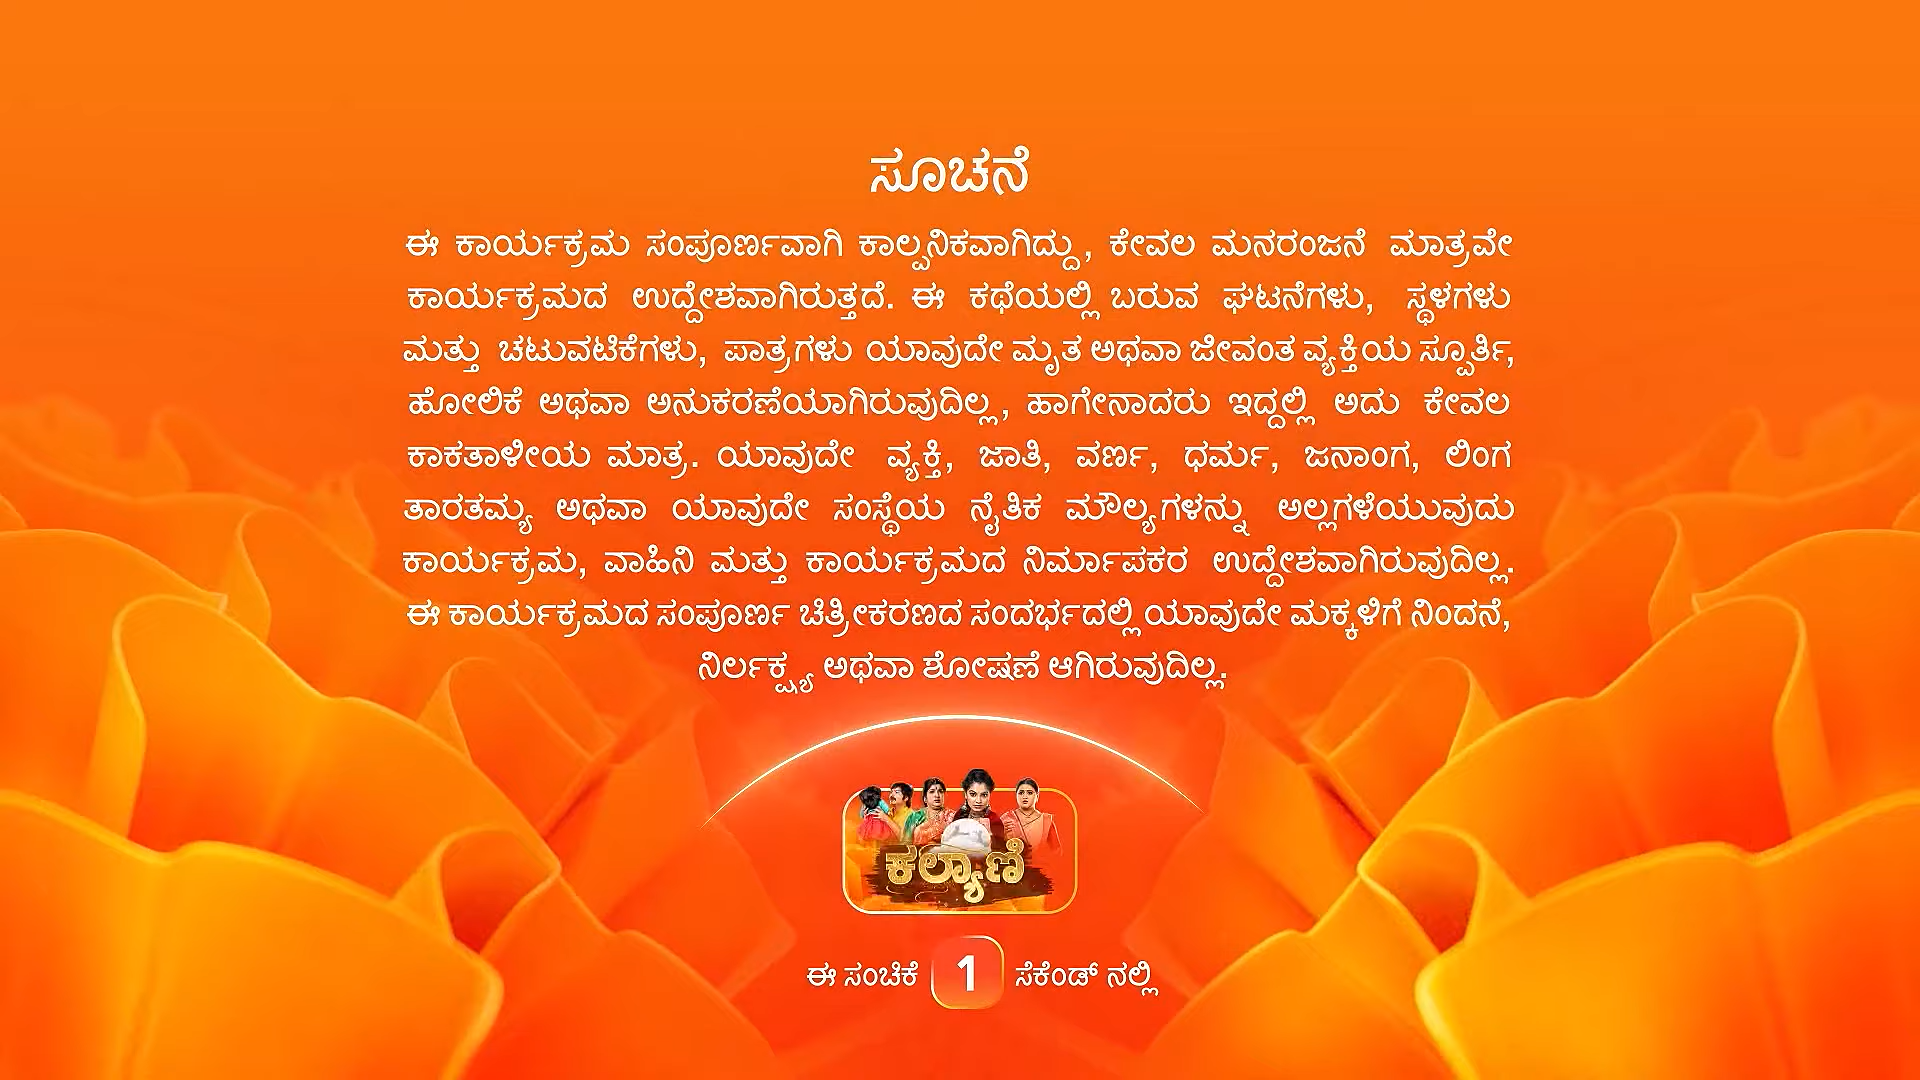 ಸೂಚನೆ
ಈ ಕಾರ್ಯಕ್ರಮ ಸಂಪೂರ್ಣವಾಗಿ ಕಾಲ್ಪನಿಕವಾಗಿದ್ದು, ಕೇವಲ ಮನರಂಜನೆ ಮಾತ್ರವೇ
ಕಾರ್ಯಕ್ರಮದ ಉದ್ದೇಶವಾಗಿರುತ್ತದೆ. ಈ ಕಥೆಯಲ್ಲಿ ಬರುವ ಘಟನೆಗಳು, ಸ್ಥಳಗಳು
ಮತ್ತು ಚಟುವಟಿಕೆಗಳು, ಪಾತ್ರಗಳು ಯಾವುದೇ ಮೃತ ಅಥವಾ ಜೀವಂತ ವ್ಯಕ್ತಿಯ ಸ್ಪೂರ್ತಿ,
ಹೋಲಿಕೆ ಅಥವಾ ಅನುಕರಣೆಯಾಗಿರುವುದಿಲ್ಲ, ಹಾಗೇನಾದರು ಇದ್ದಲ್ಲಿ ಅದು ಕೇವಲ
ಕಾಕತಾಳೀಯ ಮಾತ್ರ. ಯಾವುದೇ ವ್ಯಕ್ತಿ, ಜಾತಿ, ವರ್ಣ, ಧರ್ಮ, ಜನಾಂಗ, ಲಿಂಗ
ತಾರತಮ್ಯ ಅಥವಾ ಯಾವುದೇ ಸಂಸ್ಥೆಯ ನೈತಿಕ ಮೌಲ್ಯಗಳನ್ನು ಅಲ್ಲಗಳೆಯುವುದು
ಕಾರ್ಯಕ್ರಮ, ವಾಹಿನಿ ಮತ್ತು ಕಾರ್ಯಕ್ರಮದ ನಿರ್ಮಾಪಕರ ಉದ್ದೇಶವಾಗಿರುವುದಿಲ್ಲ.
ಈ ಕಾರ್ಯಕ್ರಮದ ಸಂಪೂರ್ಣ ಚಿತ್ರೀಕರಣದ ಸಂದರ್ಭದಲ್ಲಿ ಯಾವುದೇ ಮಕ್ಕಳಿಗೆ ನಿಂದನೆ,
ನಿರ್ಲಕ್ಷ್ಯ ಅಥವಾ ಶೋಷಣೆ ಆಗಿರುವುದಿಲ್ಲ.
ಕಲ್ಯಾಣಿ
ಈ ಸಂಚಿಕೆ 1 ಸೆಕೆಂಡ್ ನಲ್ಲಿ